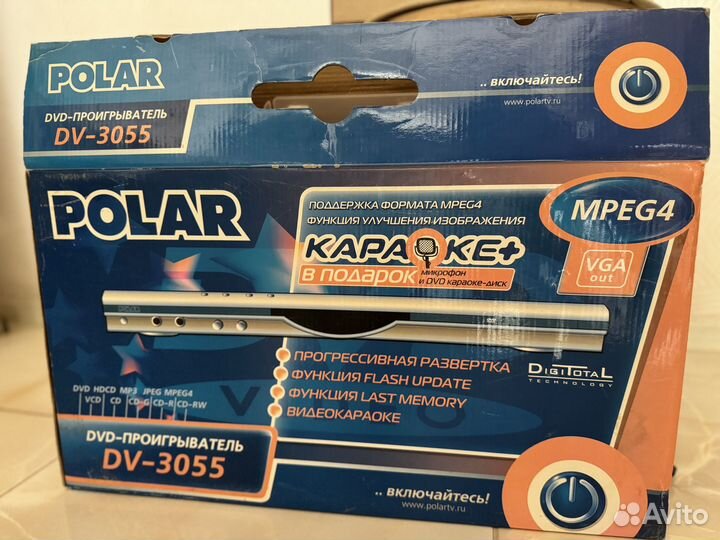 POLAR
DVD-ПРОИГРЫВАТЕЛЬ
DV-3055
.. включайтесь!
www.polartv.ru
POLAR
ПОДДЕРЖКА ФОРМАТА MPEG4
ФУНКЦИЯ УЛУЧШЕНИЯ ИЗОБРАЖЕНИЯ
КАРАОКЕ+
В ПОДАРОК
микрофон
и DVD караоке-диск
MPEG4
VGA
out
ПРОГРЕССИВНАЯ РАЗВЕРТКА
ФУНКЦИЯ FLASH UPDATE
ФУНКЦИЯ LAST MEMORY
ВИДЕОКАРАОКЕ
DIGITOTAL
TECHNOLOGY
DVD HDCD MP3 JPEG MPEG4
VCD CD CD-G CD-R CD-RW
DVD-ПРОИГРЫВАТЕЛЬ
DV-3055
.. включайтесь!
www.polartv.ru
Avito